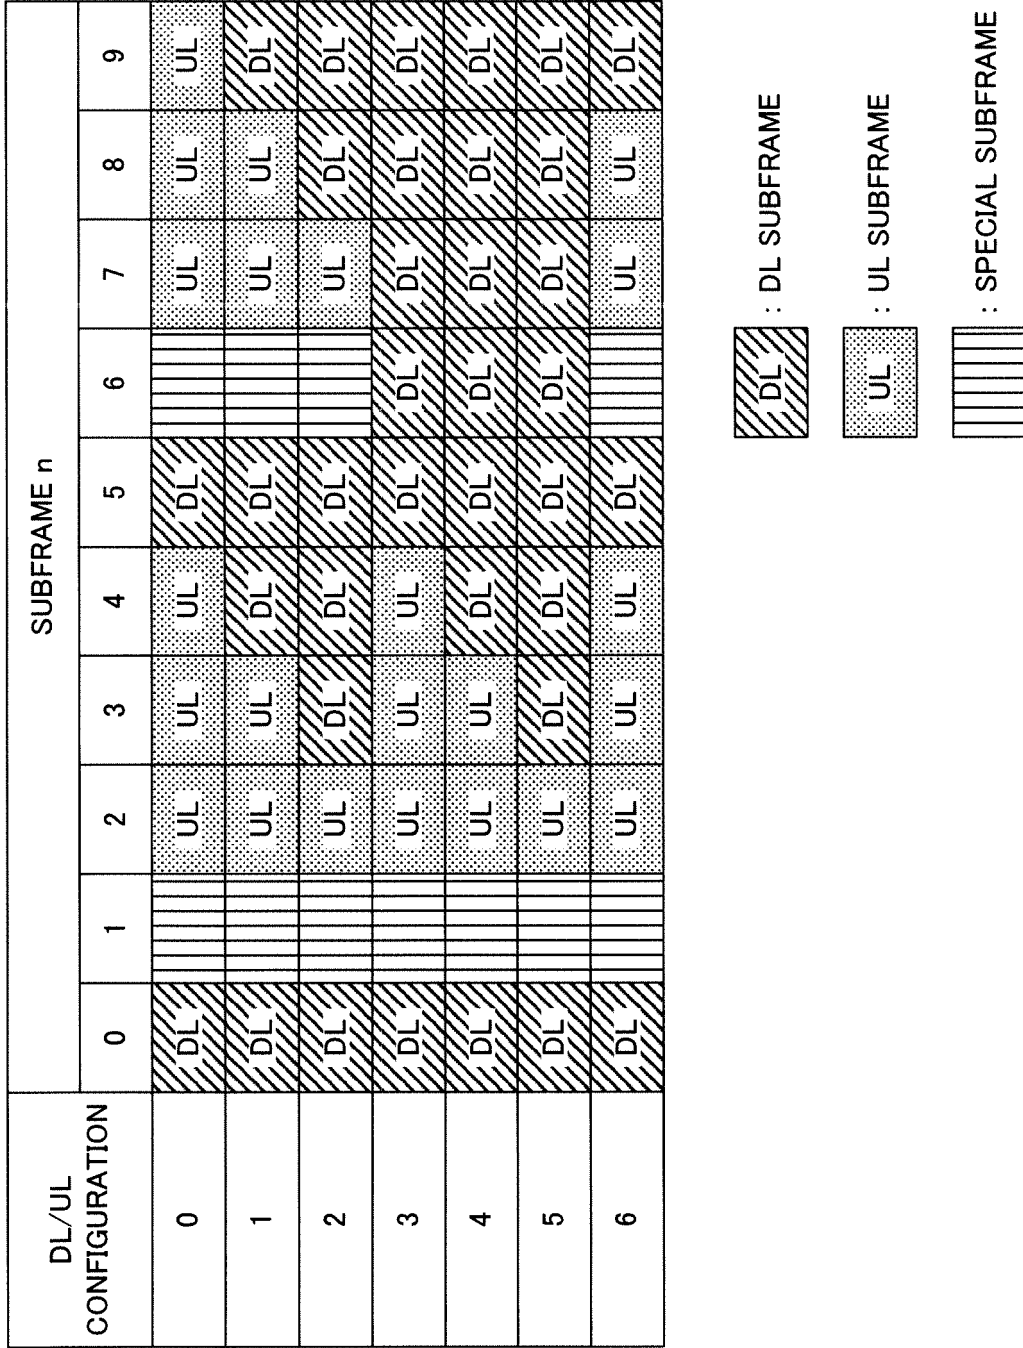 DL/UL
CONFIGURATION
SUBFRAME n
0 1 2 3 4 5 6 7 8 9
0 DL UL UL UL DL UL UL UL
1 DL UL UL DL DL UL UL DL
2 DL UL DL DL DL UL DL DL
3 DL UL UL UL DL DL DL DL DL
4 DL UL UL DL DL DL DL DL DL
5 DL UL DL DL DL DL DL DL DL
6 DL UL UL UL DL UL UL DL
DL : DL SUBFRAME
UL : UL SUBFRAME
: SPECIAL SUBFRAME